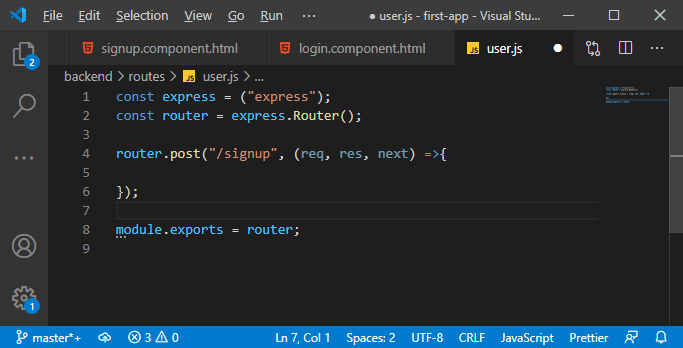 File Edit Selection View Go Run ··· ● user.js - first-app - Visual Stu...
signup.component.html login.component.html JS user.js ● ···
backend > routes > JS user.js > ...
2
1 const express = ("express");
2 const router = express.Router();
3
4 router.post("/signup", (req, res, next) =>{
5
6 });
7
8 module.exports = router;
9
1
master*+ 3 0 Ln 7, Col 1 Spaces: 2 UTF-8 CRLF JavaScript Prettier